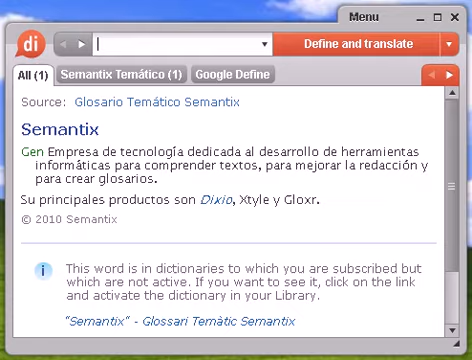 Menu
di
Define and translate
All (1)
Semantix Temático (1)
Google Define
Source: Glosario Temático Semantix
Semantix
Gen Empresa de tecnología dedicada al desarrollo de herramientas
informáticas para comprender textos, para mejorar la redacción y
para crear glosarios.
Su principales productos son Dixio, Xtyle y Gloxr.
© 2010 Semantix
i
This word is in dictionaries to which you are subscribed but
which are not active. If you want to see it, click on the link
and activate the dictionary in your Library.
"Semantix" - Glossari Temàtic Semantix